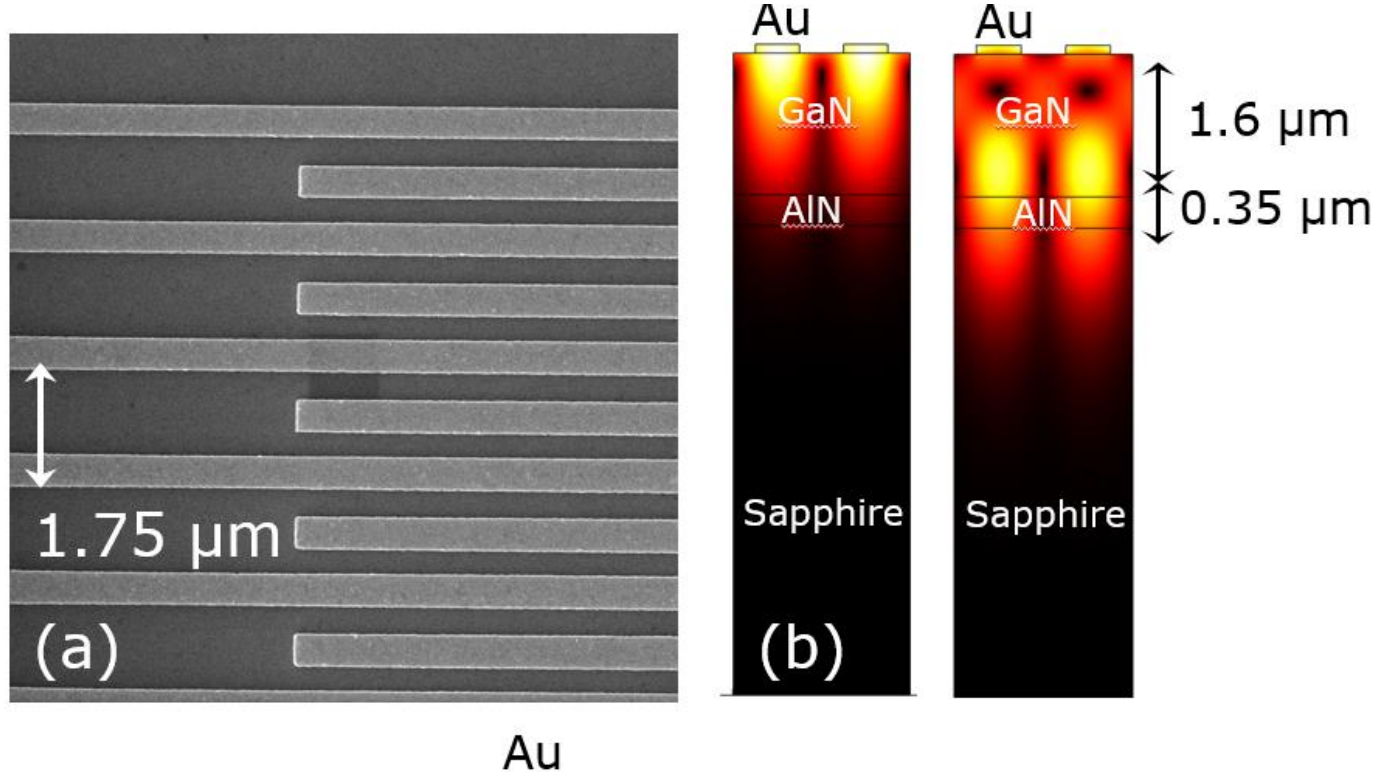 1.75 μm
(a)
Au
Au
GaN
AlN
Sapphire
(b)
Au
GaN
AlN
Sapphire
1.6 μm
0.35 μm